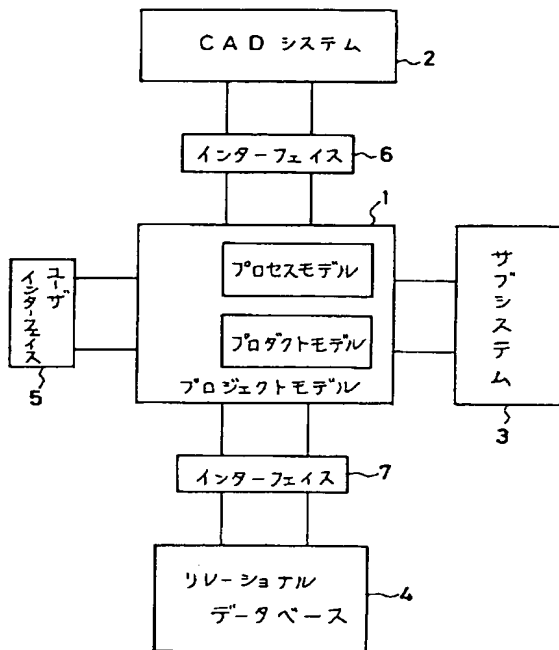 CAD システム
2
インターフェイス
6
1
プロセスモデル
プロダクトモデル
プロジェクトモデル
ユーザ
インターフェイス
5
サブシステム
3
インターフェイス
7
リレーショナル
データベース
4